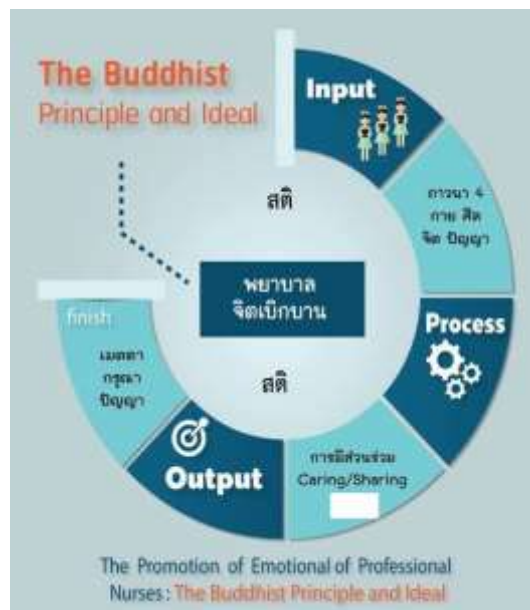 The Buddhist
Principle and Ideal
Input
สติ
ภาวนา 4
กาย ศีล
จิต ปัญญา
พยาบาล
จิตเบิกบาน
Process
finish
เมตตา
กรุณา
ปัญญา
สติ
การมีส่วนร่วม
Caring/Sharing
Output
The Promotion of Emotional of Professional
Nurses : The Buddhist Principle and Ideal